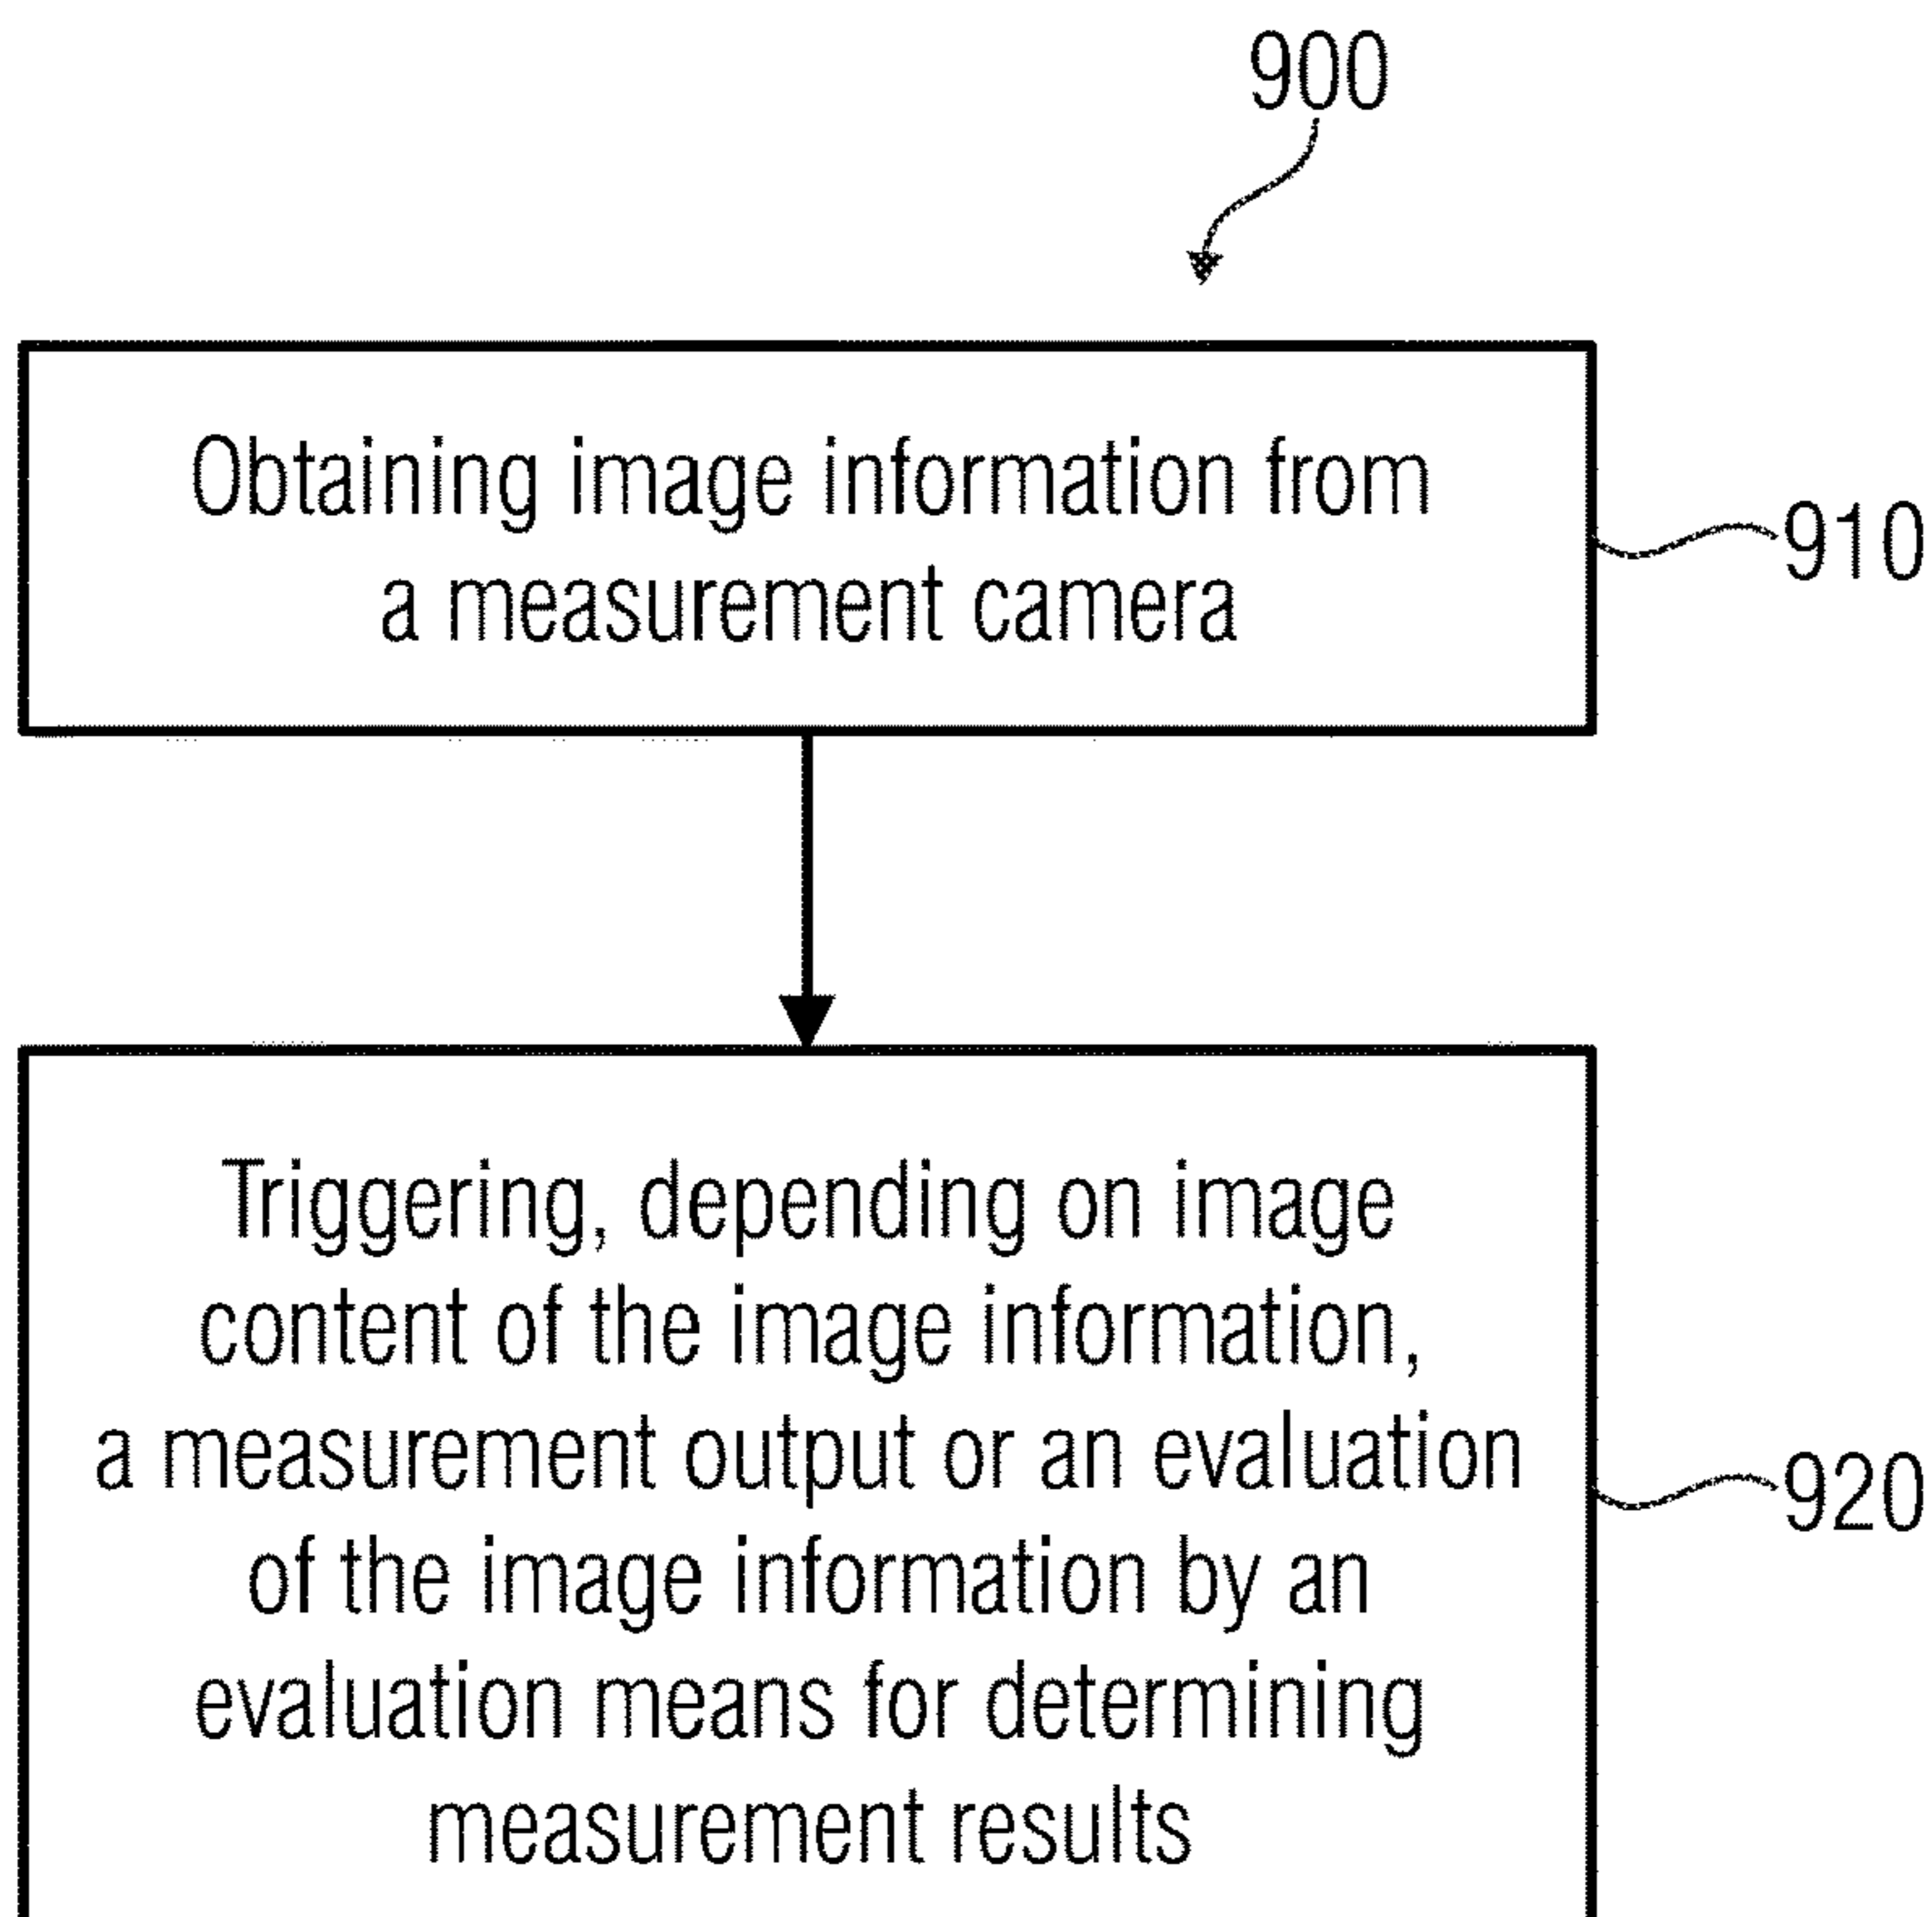 900
Obtaining image information from
a measurement camera
910
Triggering, depending on image
content of the image information,
a measurement output or an evaluation
of the image information by an
evaluation means for determining
measurement results
920